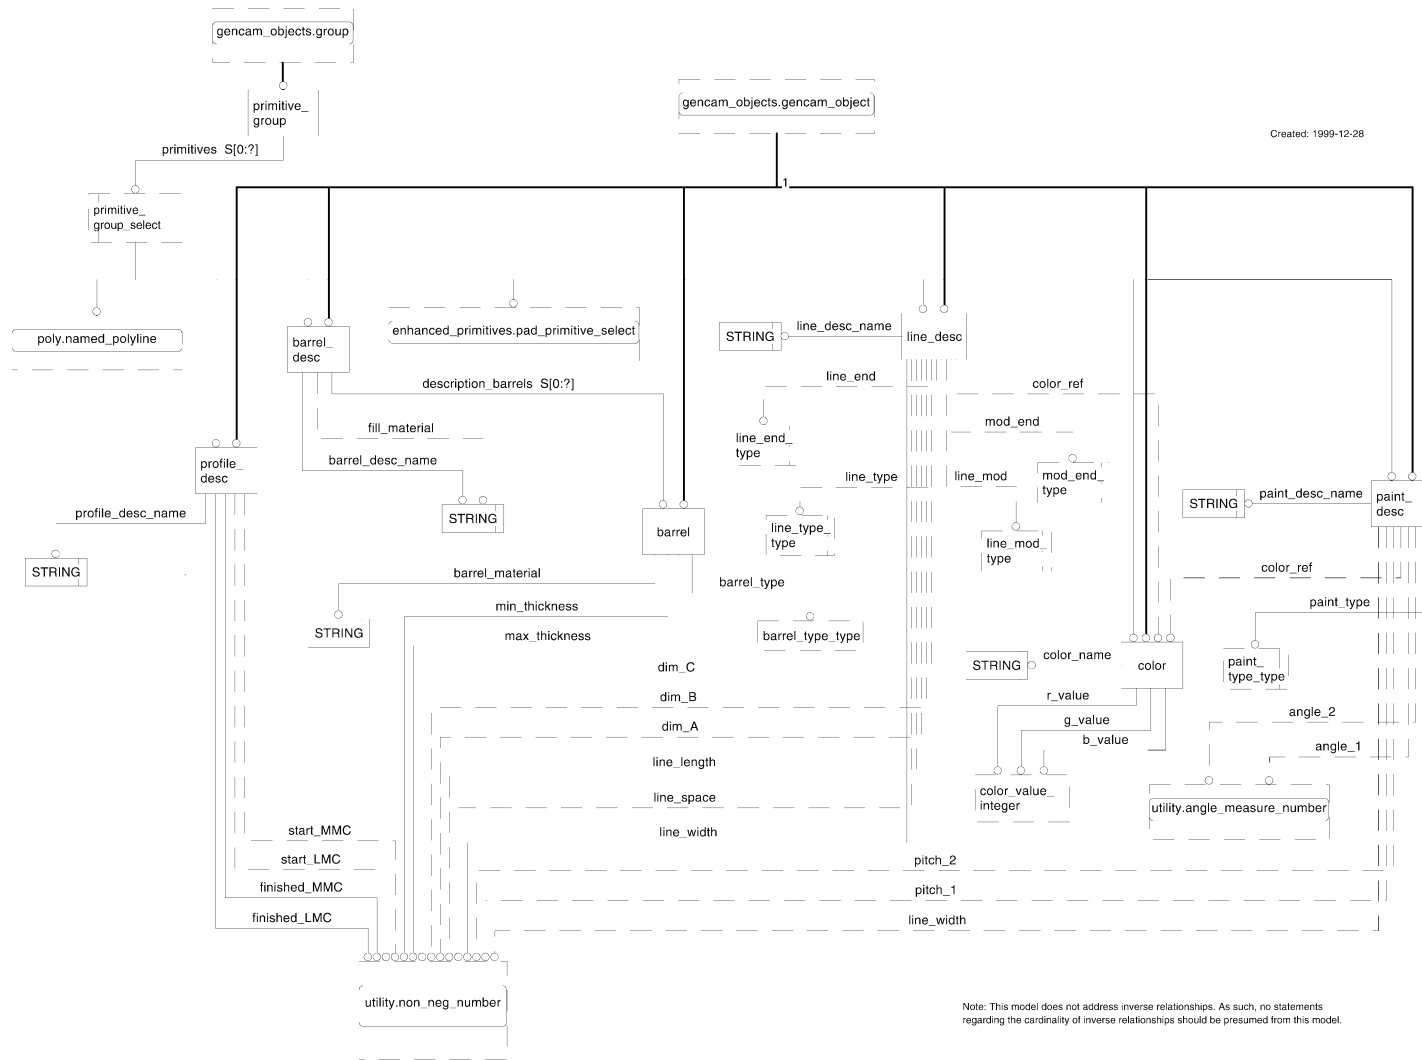 gencam_objects.group
gencam_objects.gencam_object
primitive_
group
Created: 1999-12-28
primitives S[0:?]
1
primitive_
group_select
poly.named_polyline
barrel_
desc
enhanced_primitives.pad_primitive_select
STRING
line_desc_name
line_desc
description_barrels S[0:?]
line_end
color_ref
fill_material
mod_end
line_end_
type
barrel_desc_name
profile_
desc
line_type
line_mod
mod_end_
type
STRING
paint_desc_name
paint_
desc
profile_desc_name
STRING
barrel
line_type_
type
line_mod_
type
STRING
barrel_material
barrel_type
color_ref
min_thickness
paint_type
STRING
max_thickness
barrel_type_type
dim_C
STRING
color_name
color
paint_
type_type
dim_B
r_value
dim_A
g_value
angle_2
b_value
angle_1
line_length
color_value_
integer
line_space
utility.angle_measure_number
start_MMC
line_width
start_LMC
pitch_2
finished_MMC
pitch_1
finished_LMC
line_width
utility.non_neg_number
Note: This model does not address inverse relationships. As such, no statements
regarding the cardinality of inverse relationships should be presumed from this model.